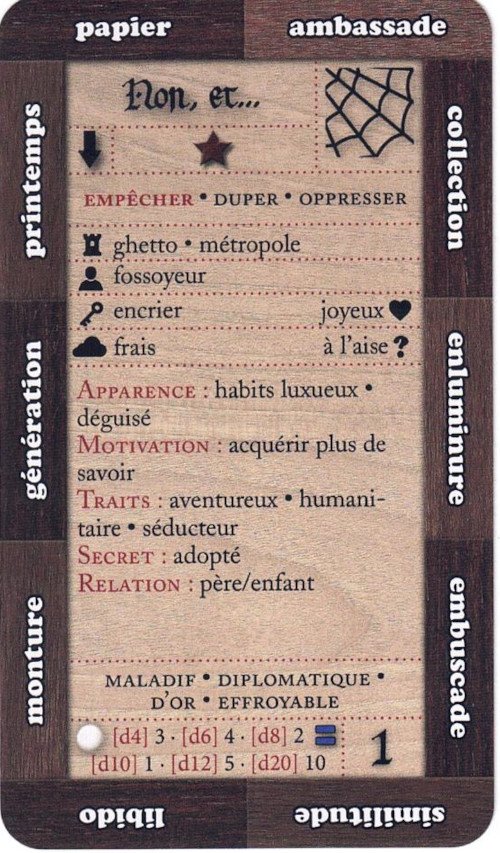 papier
ambassade
printemps
génération
monture
collection
enluminure
embuscade
Non, et...
EMPÊCHER • DUPER • OPPRESSER
ghetto • métropole
fossoyeur
encrier joyeux
frais à l'aise ?
APPARENCE : habits luxueux •
déguisé
MOTIVATION : acquérir plus de
savoir
TRAITS : aventureux • humani-
taire • séducteur
SECRET : adopté
RELATION : père/enfant
MALADIF • DIPLOMATIQUE •
D'OR • EFFROYABLE
[d4] 3 · [d6] 4 · [d8] 2
[d10] 1 · [d12] 5 · [d20] 10
1
libido
similitude